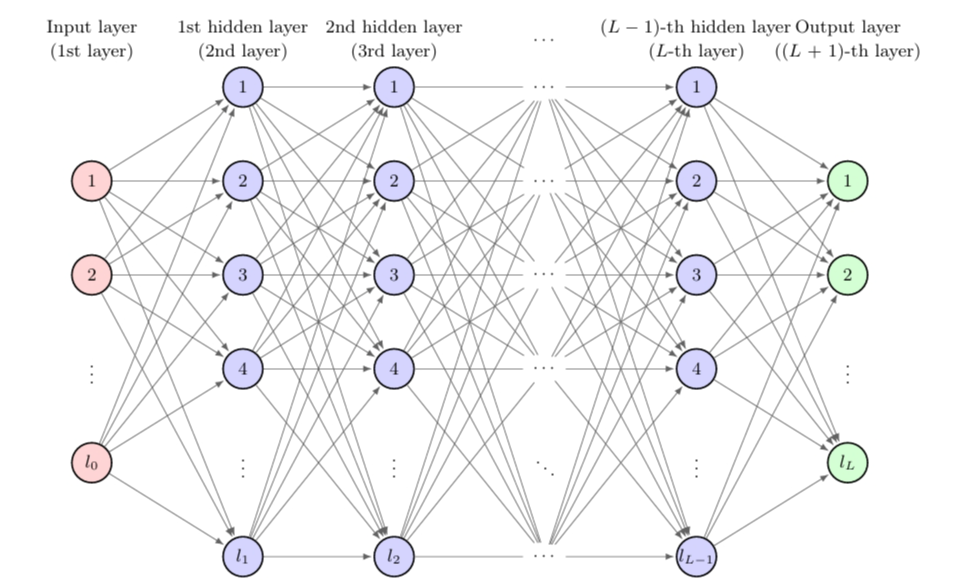 Input layer
(1st layer)
1st hidden layer
(2nd layer)
2nd hidden layer
(3rd layer)
⋯
(L − 1)-th hidden layer
(L-th layer)
Output layer
((L + 1)-th layer)
1
2
⋮
l₀
1
2
3
4
⋮
l₁
1
2
3
4
⋮
l₂
⋯
⋯
⋯
⋯
⋱
⋯
1
2
3
4
⋮
l_{L−1}
1
2
⋮
l_L